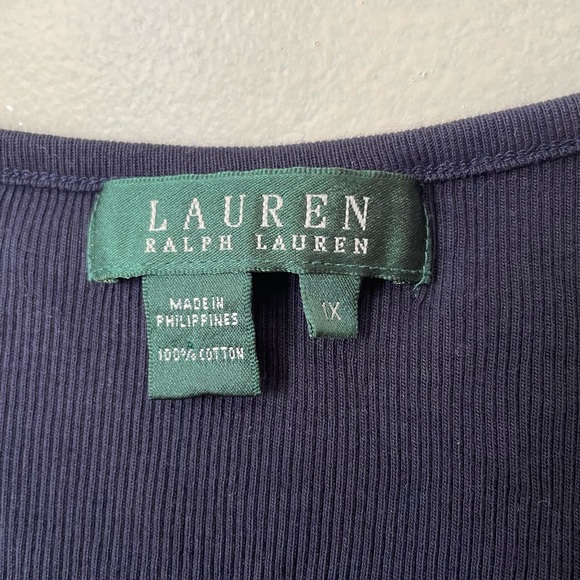 LAUREN
RALPH LAUREN
MADE IN
PHILIPPINES
100% COTTON
1X